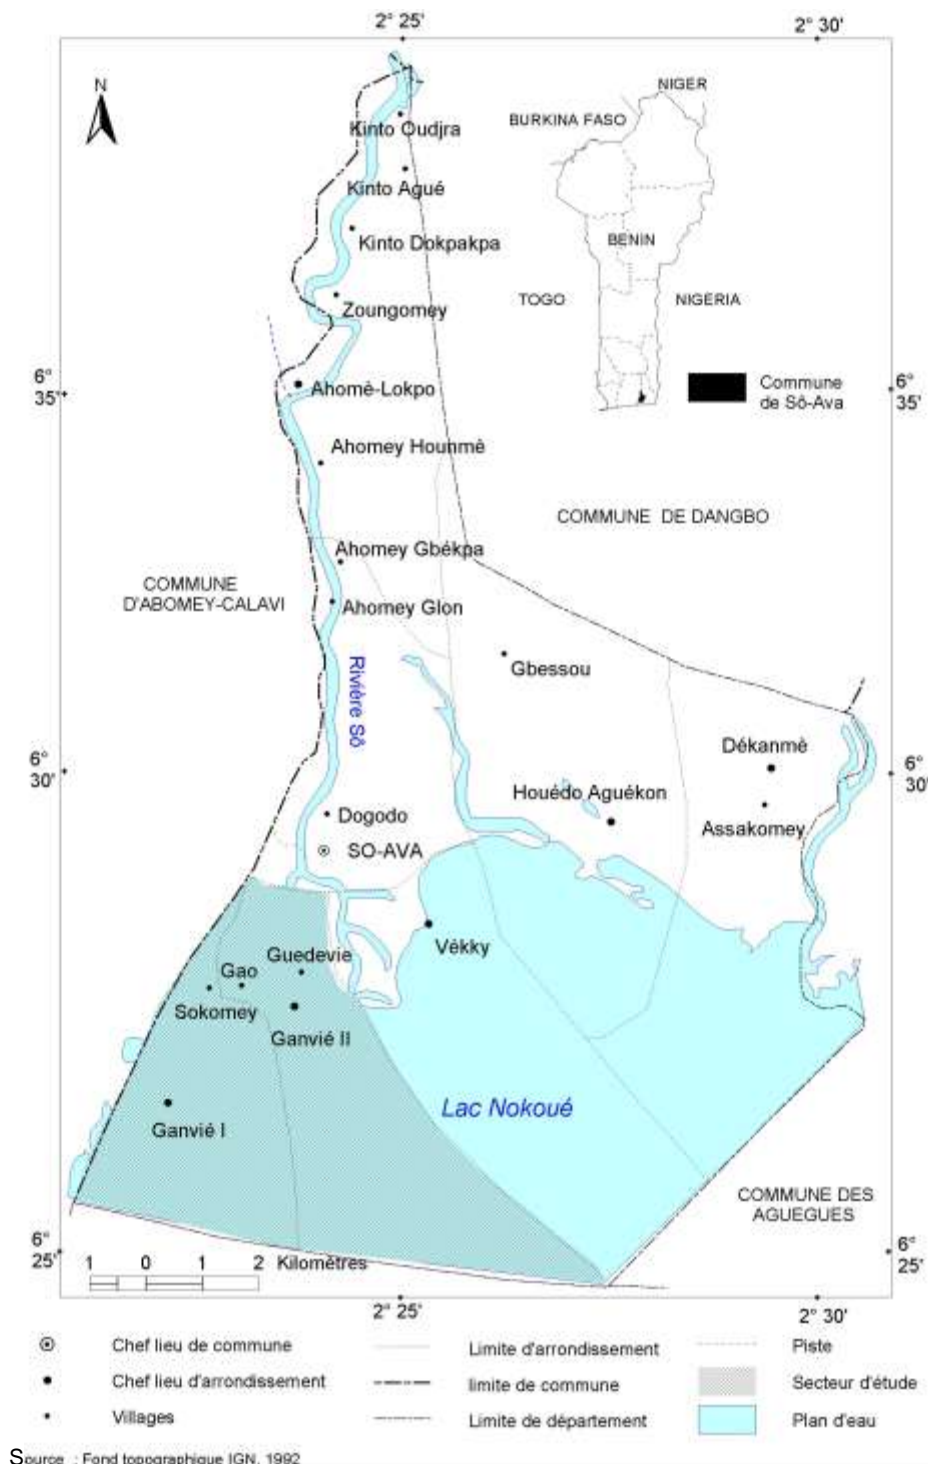 2° 25'
2° 30'
N
NIGER
BURKINA FASO
Kinto Oudjra
Kinto Agué
BENIN
Kinto Dokpakpa
TOGO
NIGERIA
Zoungomey
6°
35'
6°
35'
Ahomè-Lokpo
Commune
de Sô-Ava
Ahomey Hounmè
COMMUNE DE DANGBO
Ahomey Gbékpa
COMMUNE
D'ABOMEY-CALAVI
Ahomey Glon
Rivière Sô
Gbessou
Dékanmè
6°
30'
6°
30'
Houédo Aguékon
Dogodo
Assakomey
SO-AVA
Vékky
Guedevie
Gao
Sokomey
Ganvié II
Lac Nokoué
Ganvié I
COMMUNE DES
AGUEGUES
6°
25'
6°
25'
1 0 1 2 Kilomètres
2° 25'
2° 30'
Chef lieu de commune
Limite d'arrondissement
Piste
Chef lieu d'arrondissement
limite de commune
Secteur d'étude
Villages
Limite de département
Plan d'eau
Source : Fond topographique IGN, 1992